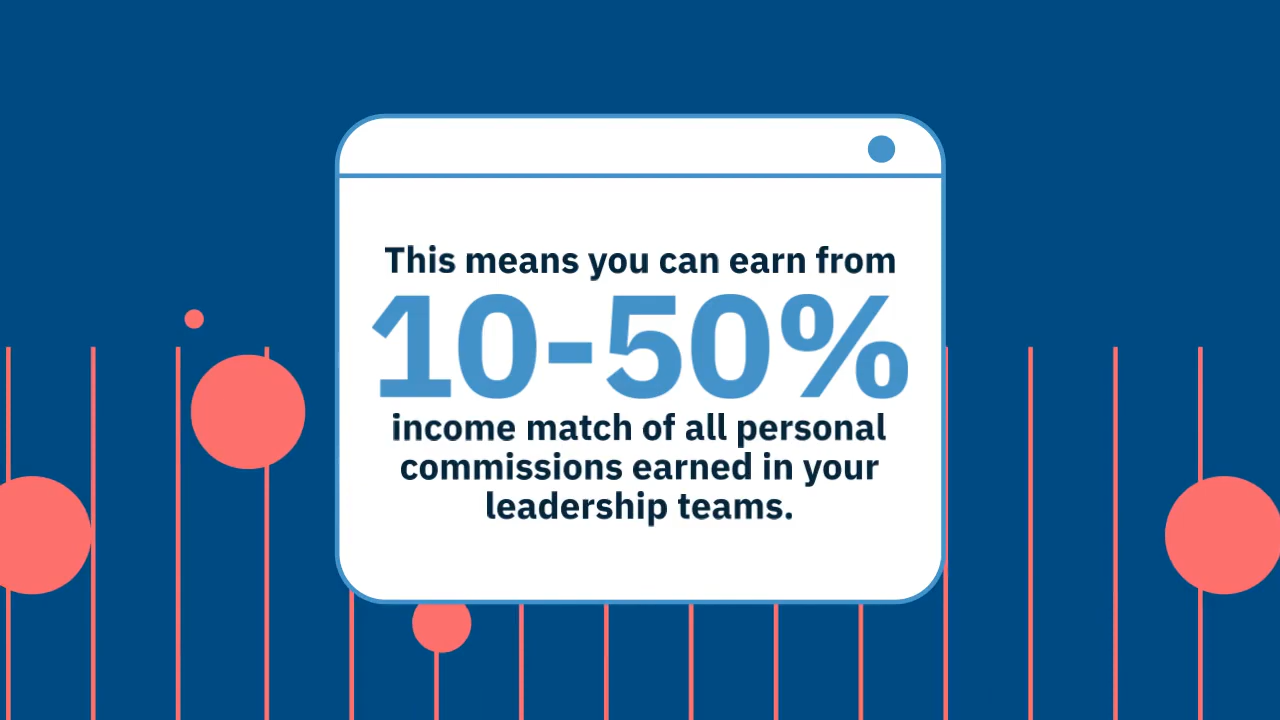 This means you can earn from
10-50%
income match of all personal
commissions earned in your
leadership teams.